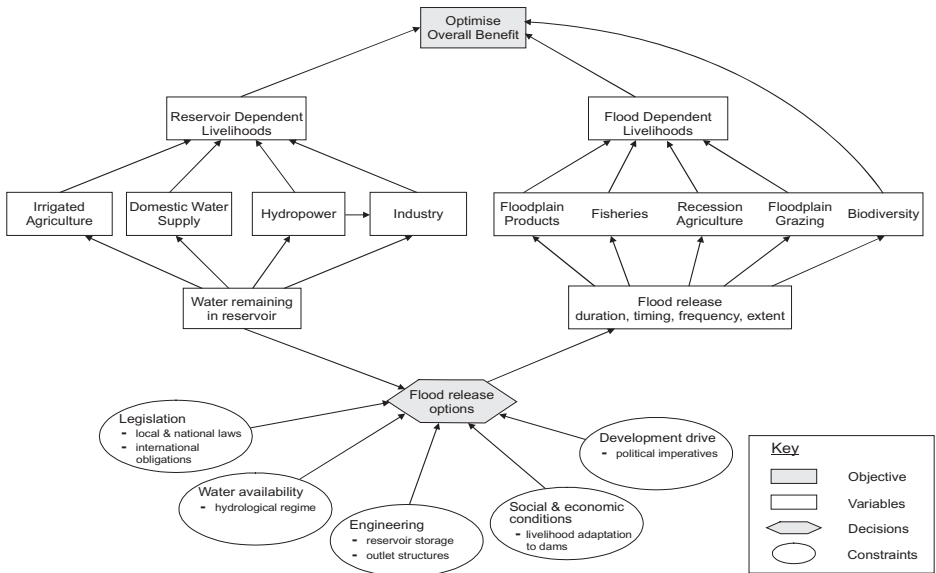 Optimise
Overall Benefit
Reservoir Dependent
Livelihoods
Flood Dependent
Livelihoods
Irrigated
Agriculture
Domestic Water
Supply
Hydropower
Industry
Floodplain
Products
Fisheries
Recession
Agriculture
Floodplain
Grazing
Biodiversity
Water remaining
in reservoir
Flood release
duration, timing, frequency, extent
Flood release
options
Legislation
- local & national laws
- international
obligations
Water availability
- hydrological regime
Engineering
- reservoir storage
- outlet structures
Social & economic
conditions
- livelihood adaptation
to dams
Development drive
- political imperatives
Key
Objective
Variables
Decisions
Constraints